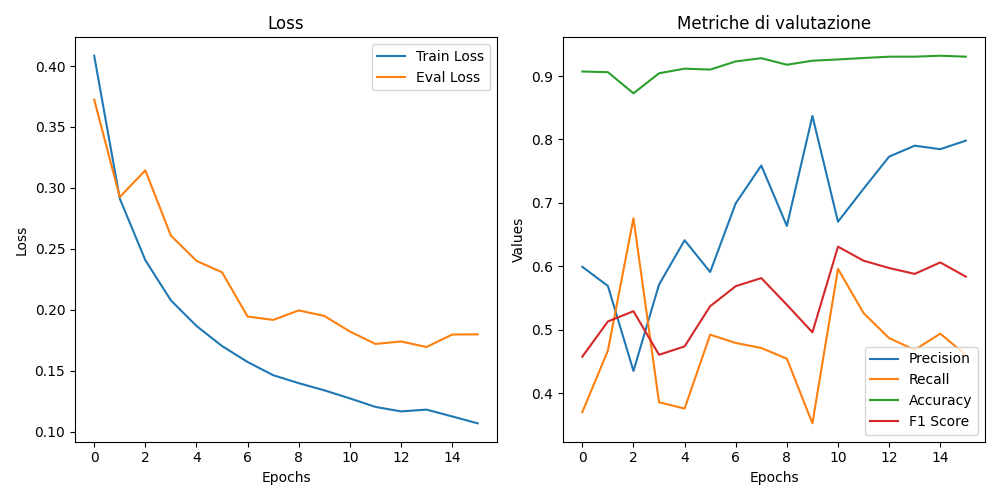 Loss
Train Loss
Eval Loss
0.40
0.35
0.30
0.25
0.20
0.15
0.10
Loss
0 2 4 6 8 10 12 14
Epochs
Metriche di valutazione
0.9
0.8
0.7
0.6
0.5
0.4
Values
Precision
Recall
Accuracy
F1 Score
0 2 4 6 8 10 12 14
Epochs